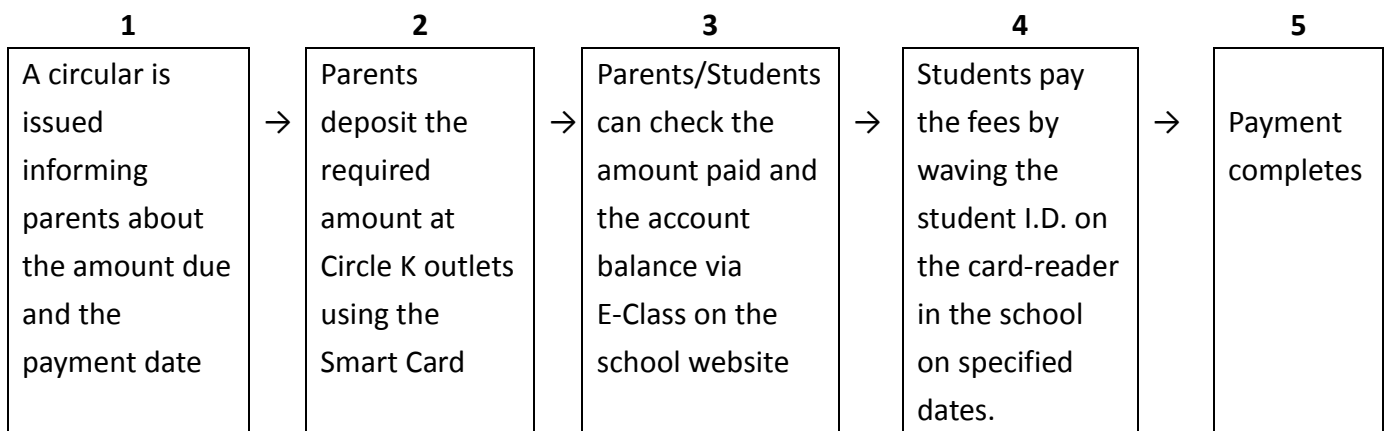 1
A circular is
issued
informing
parents about
the amount due
and the
payment date
→
2
Parents
deposit the
required
amount at
Circle K outlets
using the
Smart Card
→
3
Parents/Students
can check the
amount paid and
the account
balance via
E-Class on the
school website
→
4
Students pay
the fees by
waving the
student I.D. on
the card-reader
in the school
on specified
dates.
→
5
Payment
completes